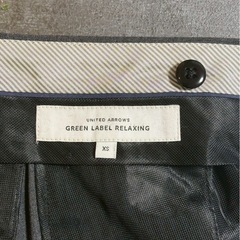 UNITED ARROWS
GREEN LABEL RELAXING
XS